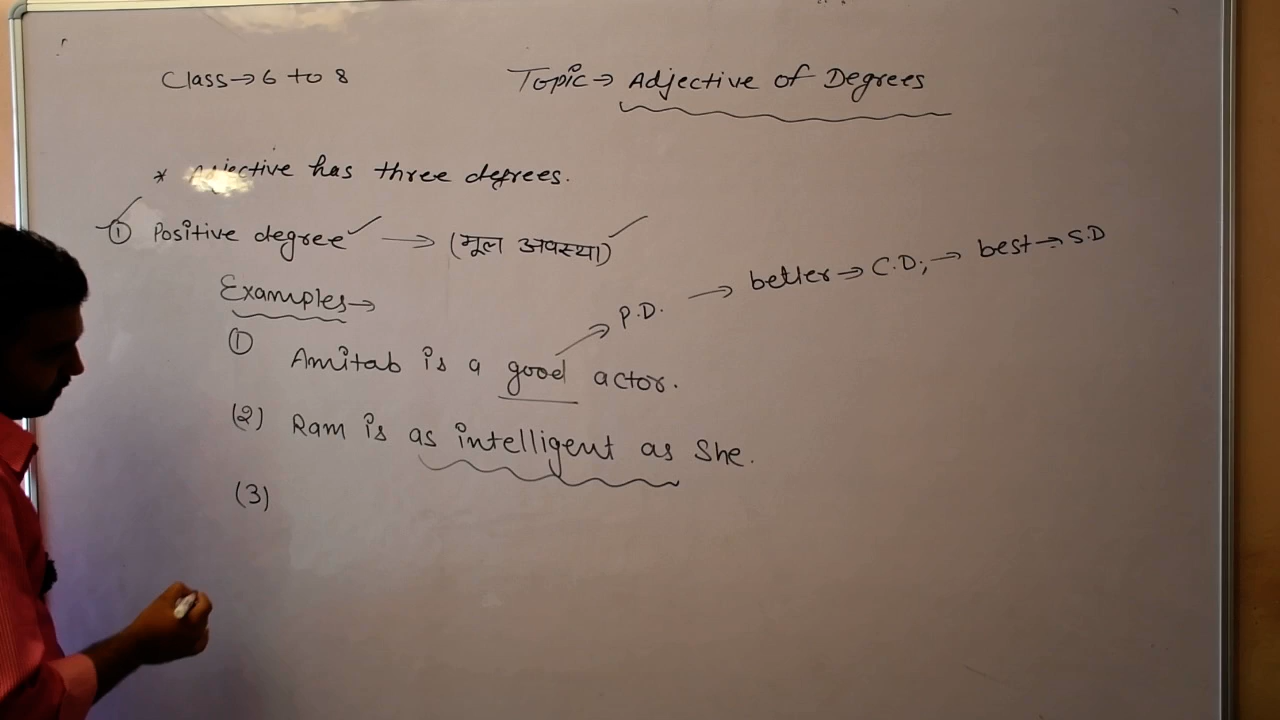 Class→ 6 to 8
Topic→ Adjective of Degrees
* Adjective has three degrees.
① Positive degree → (मूल अवस्था)
Examples→
① Amitab is a good actor.
P.D. → better → C.D; → best → S.D
(2) Ram is as intelligent as She.
(3)